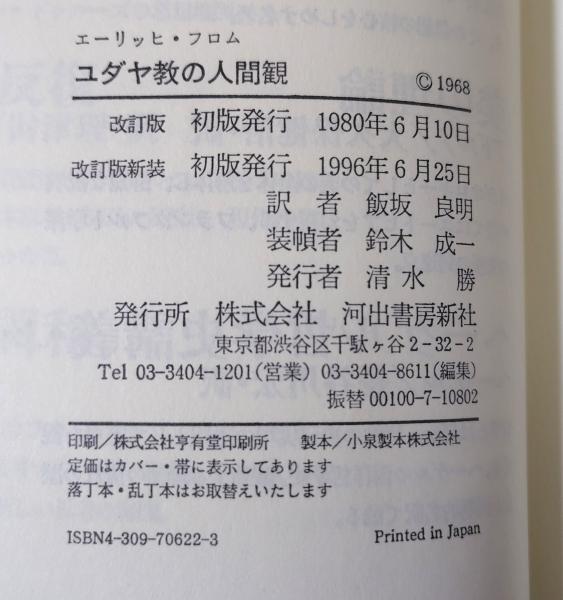 エーリッヒ・フロム
ユダヤ教の人間観
©1968
改訂版 初版発行 1980年6月10日
改訂版新装 初版発行 1996年6月25日
訳者 飯坂良明
装幀者 鈴木成一
発行者 清水勝
発行所 株式会社 河出書房新社
東京都渋谷区千駄ヶ谷2-32-2
Tel 03-3404-1201(営業) 03-3404-8611(編集)
振替 00100-7-10802
印刷/株式会社亨有堂印刷所 製本/小泉製本株式会社
定価はカバー・帯に表示してあります
落丁本・乱丁本はお取替えいたします
ISBN4-309-70622-3 Printed in Japan